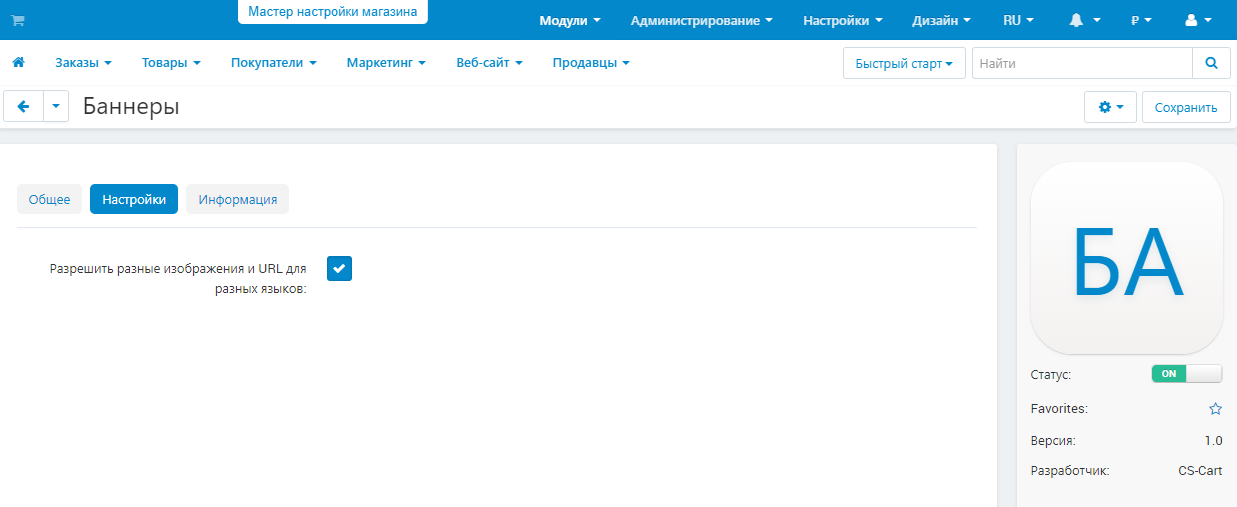 Мастер настройки магазина
Модули Администрирование Настройки Дизайн RU ₽
Заказы Товары Покупатели Маркетинг Веб-сайт Продавцы Быстрый старт Найти
Баннеры Сохранить
Общее Настройки Информация
Разрешить разные изображения и URL для
разных языков:
БА
Статус: ON
Favorites:
Версия: 1.0
Разработчик: CS-Cart